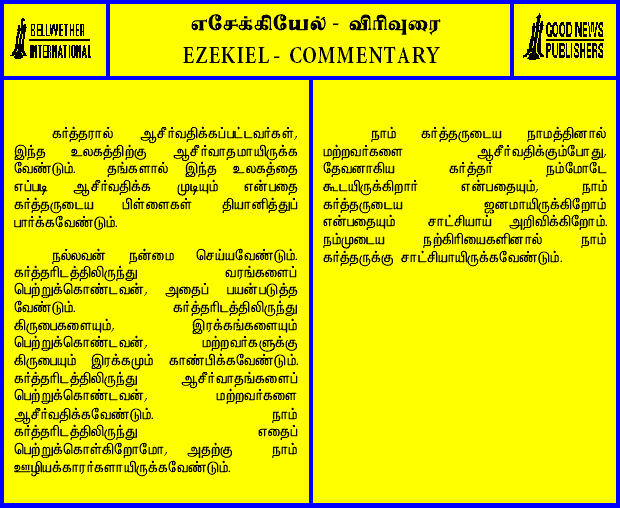 BELLWETHER
INTERNATIONAL
எசேக்கியேல் - விரிவுரை
EZEKIEL - COMMENTARY
GOOD NEWS
PUBLISHERS
கர்த்தரால் ஆசீர்வதிக்கப்பட்டவர்கள்,
இந்த உலகத்திற்கு ஆசீர்வாதமாயிருக்க
வேண்டும். தங்களால் இந்த உலகத்தை
எப்படி ஆசீர்வதிக்க முடியும் என்பதை
கர்த்தருடைய பிள்ளைகள் தியானித்துப்
பார்க்கவேண்டும்.
நல்லவன் நன்மை செய்யவேண்டும்.
கர்த்தரிடத்திலிருந்து வரங்களைப்
பெற்றுக்கொண்டவன், அதைப் பயன்படுத்த
வேண்டும். கர்த்தரிடத்திலிருந்து
கிருபைகளையும், இரக்கங்களையும்
பெற்றுக்கொண்டவன், மற்றவர்களுக்கு
கிருபையும் இரக்கமும் காண்பிக்கவேண்டும்.
கர்த்தரிடத்திலிருந்து ஆசீர்வாதங்களைப்
பெற்றுக்கொண்டவன், மற்றவர்களை
ஆசீர்வதிக்கவேண்டும். நாம்
கர்த்தரிடத்திலிருந்து எதைப்
பெற்றுக்கொள்கிறோமோ, அதற்கு நாம்
ஊழியக்காரர்களாயிருக்கவேண்டும்.
நாம் கர்த்தருடைய நாமத்தினால்
மற்றவர்களை ஆசீர்வதிக்கும்போது,
தேவனாகிய கர்த்தர் நம்மோடே
கூடயிருக்கிறார் என்பதையும், நாம்
கர்த்தருடைய ஜனமாயிருக்கிறோம்
என்பதையும் சாட்சியாய் அறிவிக்கிறோம்.
நம்முடைய நற்கிரியைகளினால் நாம்
கர்த்தருக்கு சாட்சியாயிருக்கவேண்டும்.